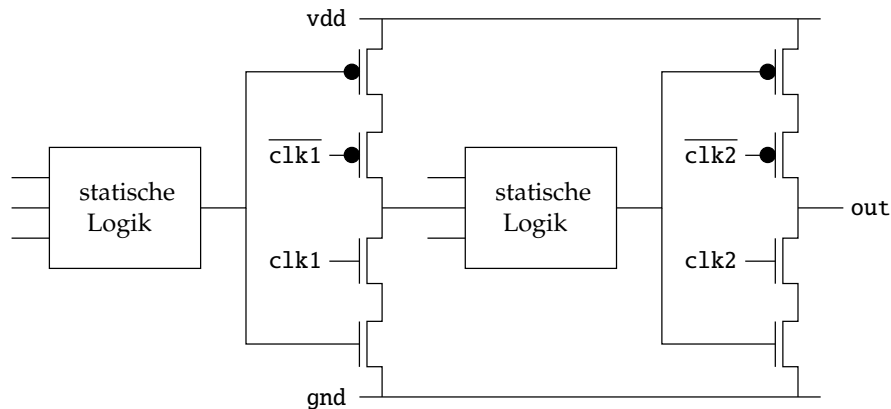 vdd
clk1
clk2
statische
Logik
statische
Logik
out
clk1
clk2
gnd